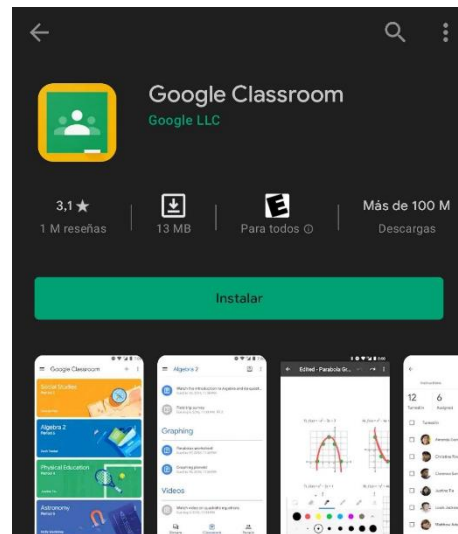 Google Classroom
Google LLC
3,1★
1 M reseñas
13 MB
E
Para todos
Más de 100 M
Descargas
Instalar
Google Classroom
Social Studies
Algebra 2
Physical Education
Astronomy
Algebra 2
Graphing
Videos
Edited - Parabola Gr...
12
6